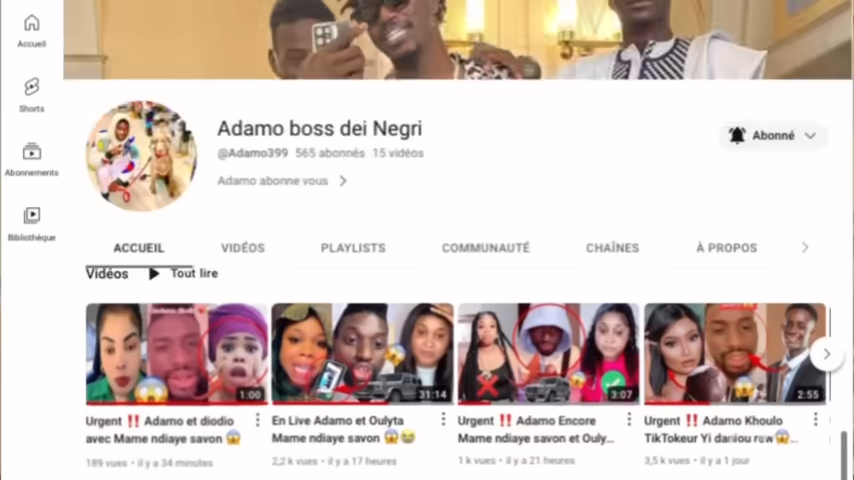 Accueil
Shorts
Abonnements
Bibliothèque
Adamo boss dei Negri
@Adamo399 565 abonnés 15 vidéos
Adamo abonne vous
Abonné
ACCUEIL VIDÉOS PLAYLISTS COMMUNAUTÉ CHAÎNES À PROPOS
Vidéos Tout lire
1:00 31:14 3:07 2:55
Urgent ‼️ Adamo et diodio
avec Mame ndiaye savon 😱
189 vues • il y a 34 minutes
En Live Adamo et Oulyta
Mame ndiaye savon 😱😭
2,2 k vues • il y a 17 heures
Urgent ‼️ Adamo Encore
Mame ndiaye savon et Ouly...
1 k vues • il y a 21 heures
Urgent ‼️ Adamo Khoulo
TikTokeur Yi daniou raw😱...
3,5 k vues • il y a 1 jour